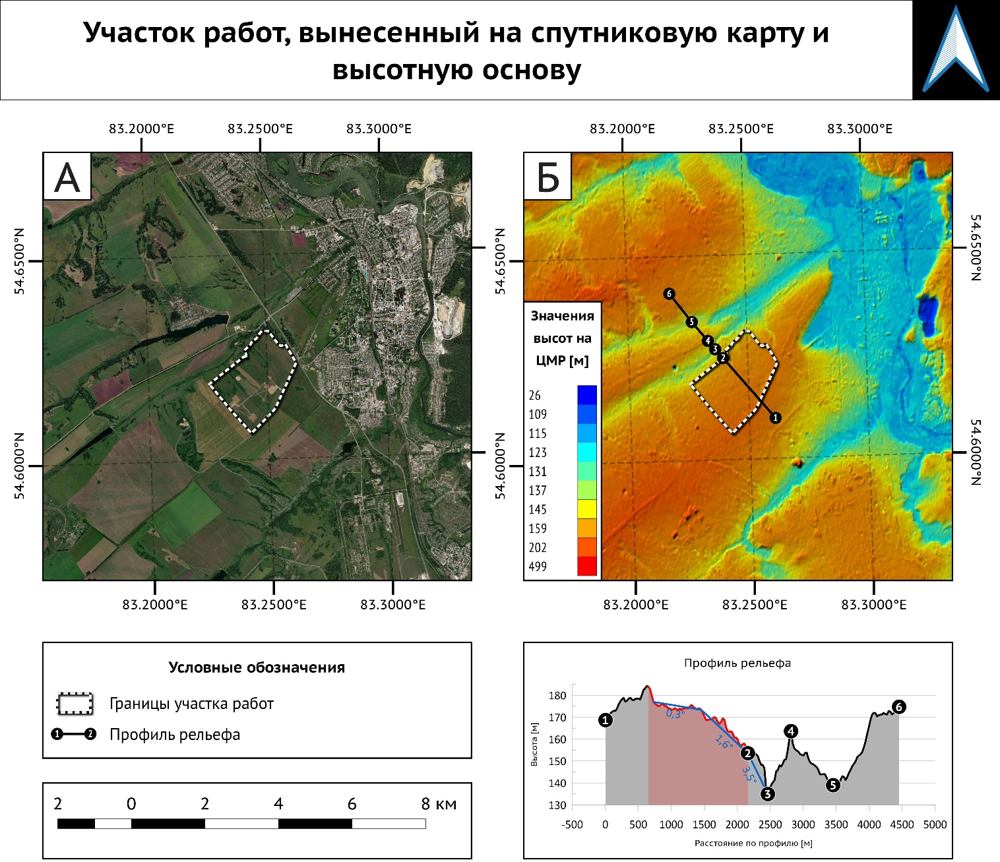 Участок работ, вынесенный на спутниковую карту и
высотную основу
83.2000°E 83.2500°E 83.3000°E
83.2000°E 83.2500°E 83.3000°E
А
Б
54.6500°N
54.6000°N
54.6500°N
54.6000°N
54.6500°N
54.6000°N
6
5
4
3
2
1
Значения
высот на
ЦМР [м]
26
109
115
125
131
137
145
159
202
499
83.2000°E 83.2500°E 83.3000°E
83.2000°E 83.2500°E 83.3000°E
Условные обозначения
Границы участка работ
1 2 Профиль рельефа
2 0 2 4 6 8 км
Профиль рельефа
Высота [м]
180
170
160
150
140
130
1
0,3°
1,6°
2
3,5°
3
4
5
6
-500 0 500 1000 1500 2000 2500 3000 3500 4000 4500 5000
Расстояние по профилю [м]